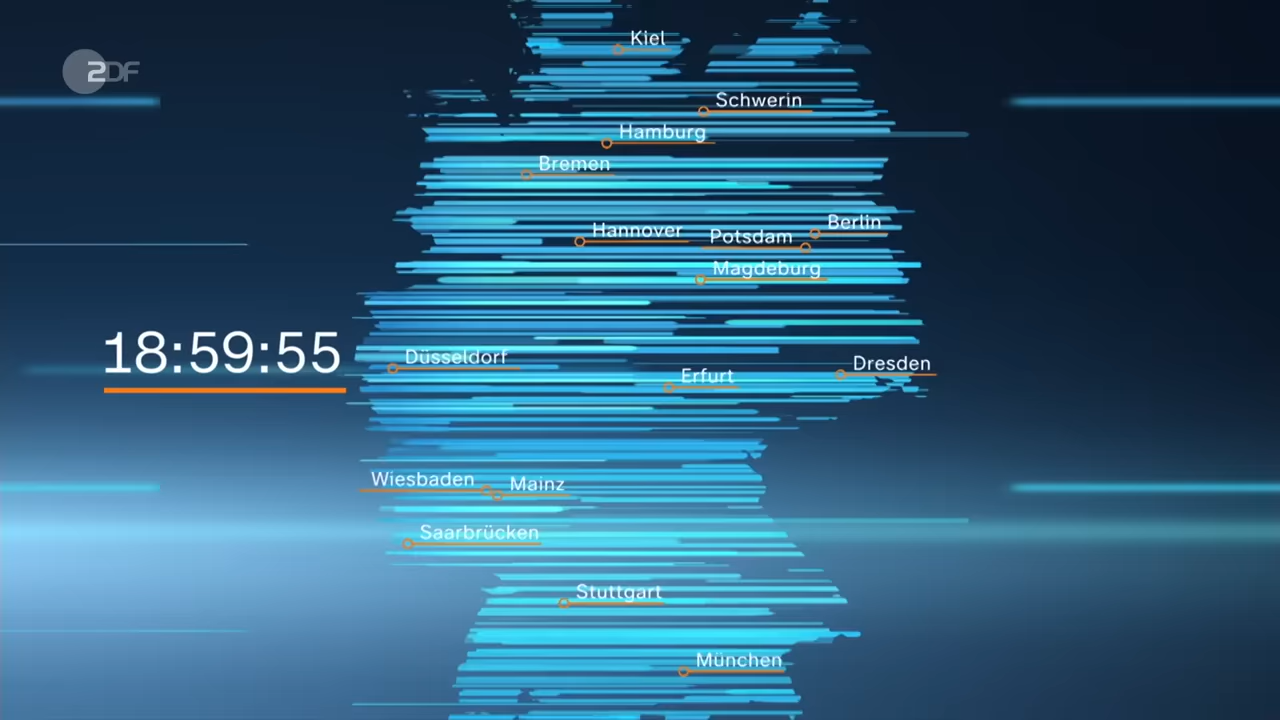 ZDF
Kiel
Schwerin
Hamburg
Bremen
Berlin
Hannover
Potsdam
Magdeburg
18:59:55
Düsseldorf
Dresden
Erfurt
Wiesbaden
Mainz
Saarbrücken
Stuttgart
München